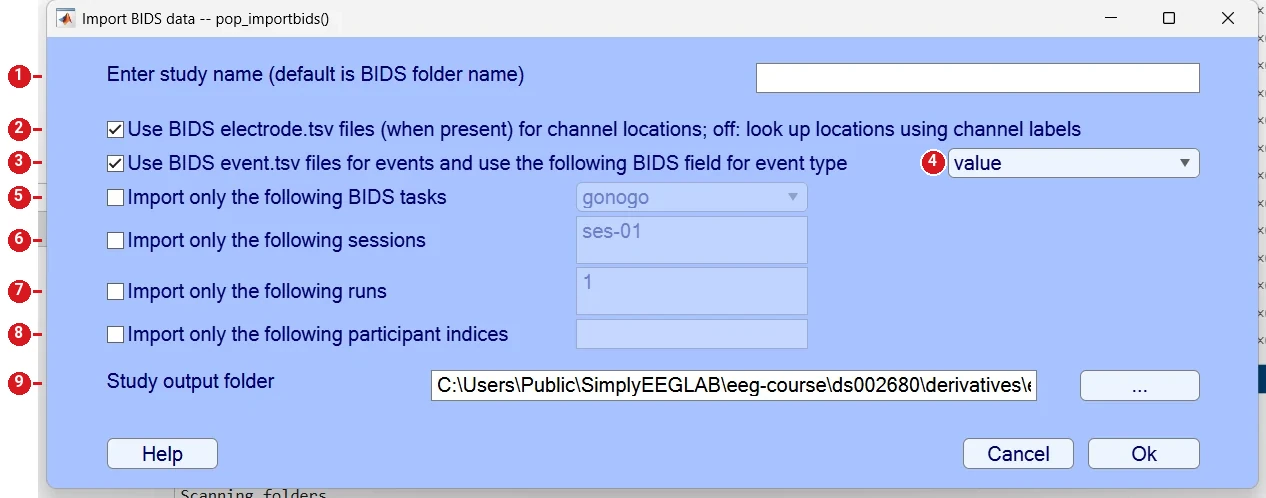 Import BIDS data -- pop_importbids()
1 Enter study name (default is BIDS folder name)
2 Use BIDS electrode.tsv files (when present) for channel locations; off: look up locations using channel labels
3 Use BIDS event.tsv files for events and use the following BIDS field for event type 4 value
5 Import only the following BIDS tasks gonogo
6 Import only the following sessions ses-01
7 Import only the following runs 1
8 Import only the following participant indices
9 Study output folder C:\Users\Public\SimplyEEGLAB\eeg-course\ds002680\derivatives\e ...
Help Cancel Ok
Scanning folders